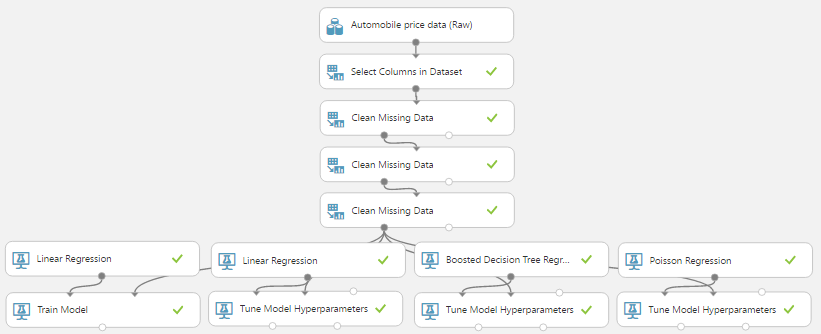 Automobile price data (Raw)
Select Columns in Dataset
Clean Missing Data
Clean Missing Data
Clean Missing Data
Linear Regression
Linear Regression
Boosted Decision Tree Regr...
Poisson Regression
Train Model
Tune Model Hyperparameters
Tune Model Hyperparameters
Tune Model Hyperparameters